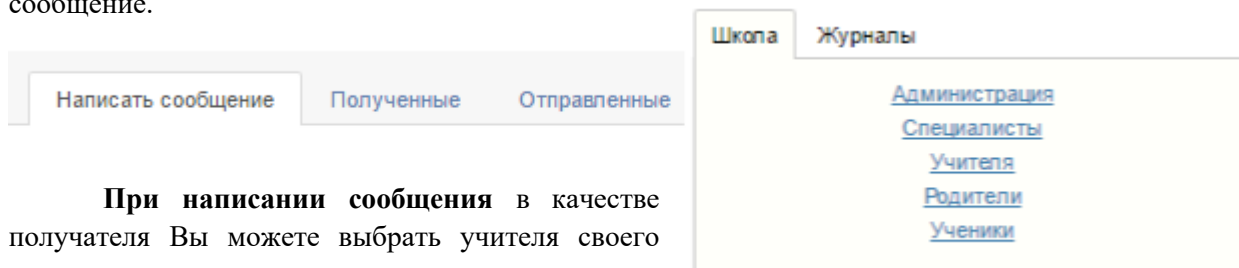 сообщение.
Написать сообщение Полученные Отправленные
При написании сообщения в качестве
получателя Вы можете выбрать учителя своего
Школа Журналы
Администрация
Специалисты
Учителя
Родители
Ученики